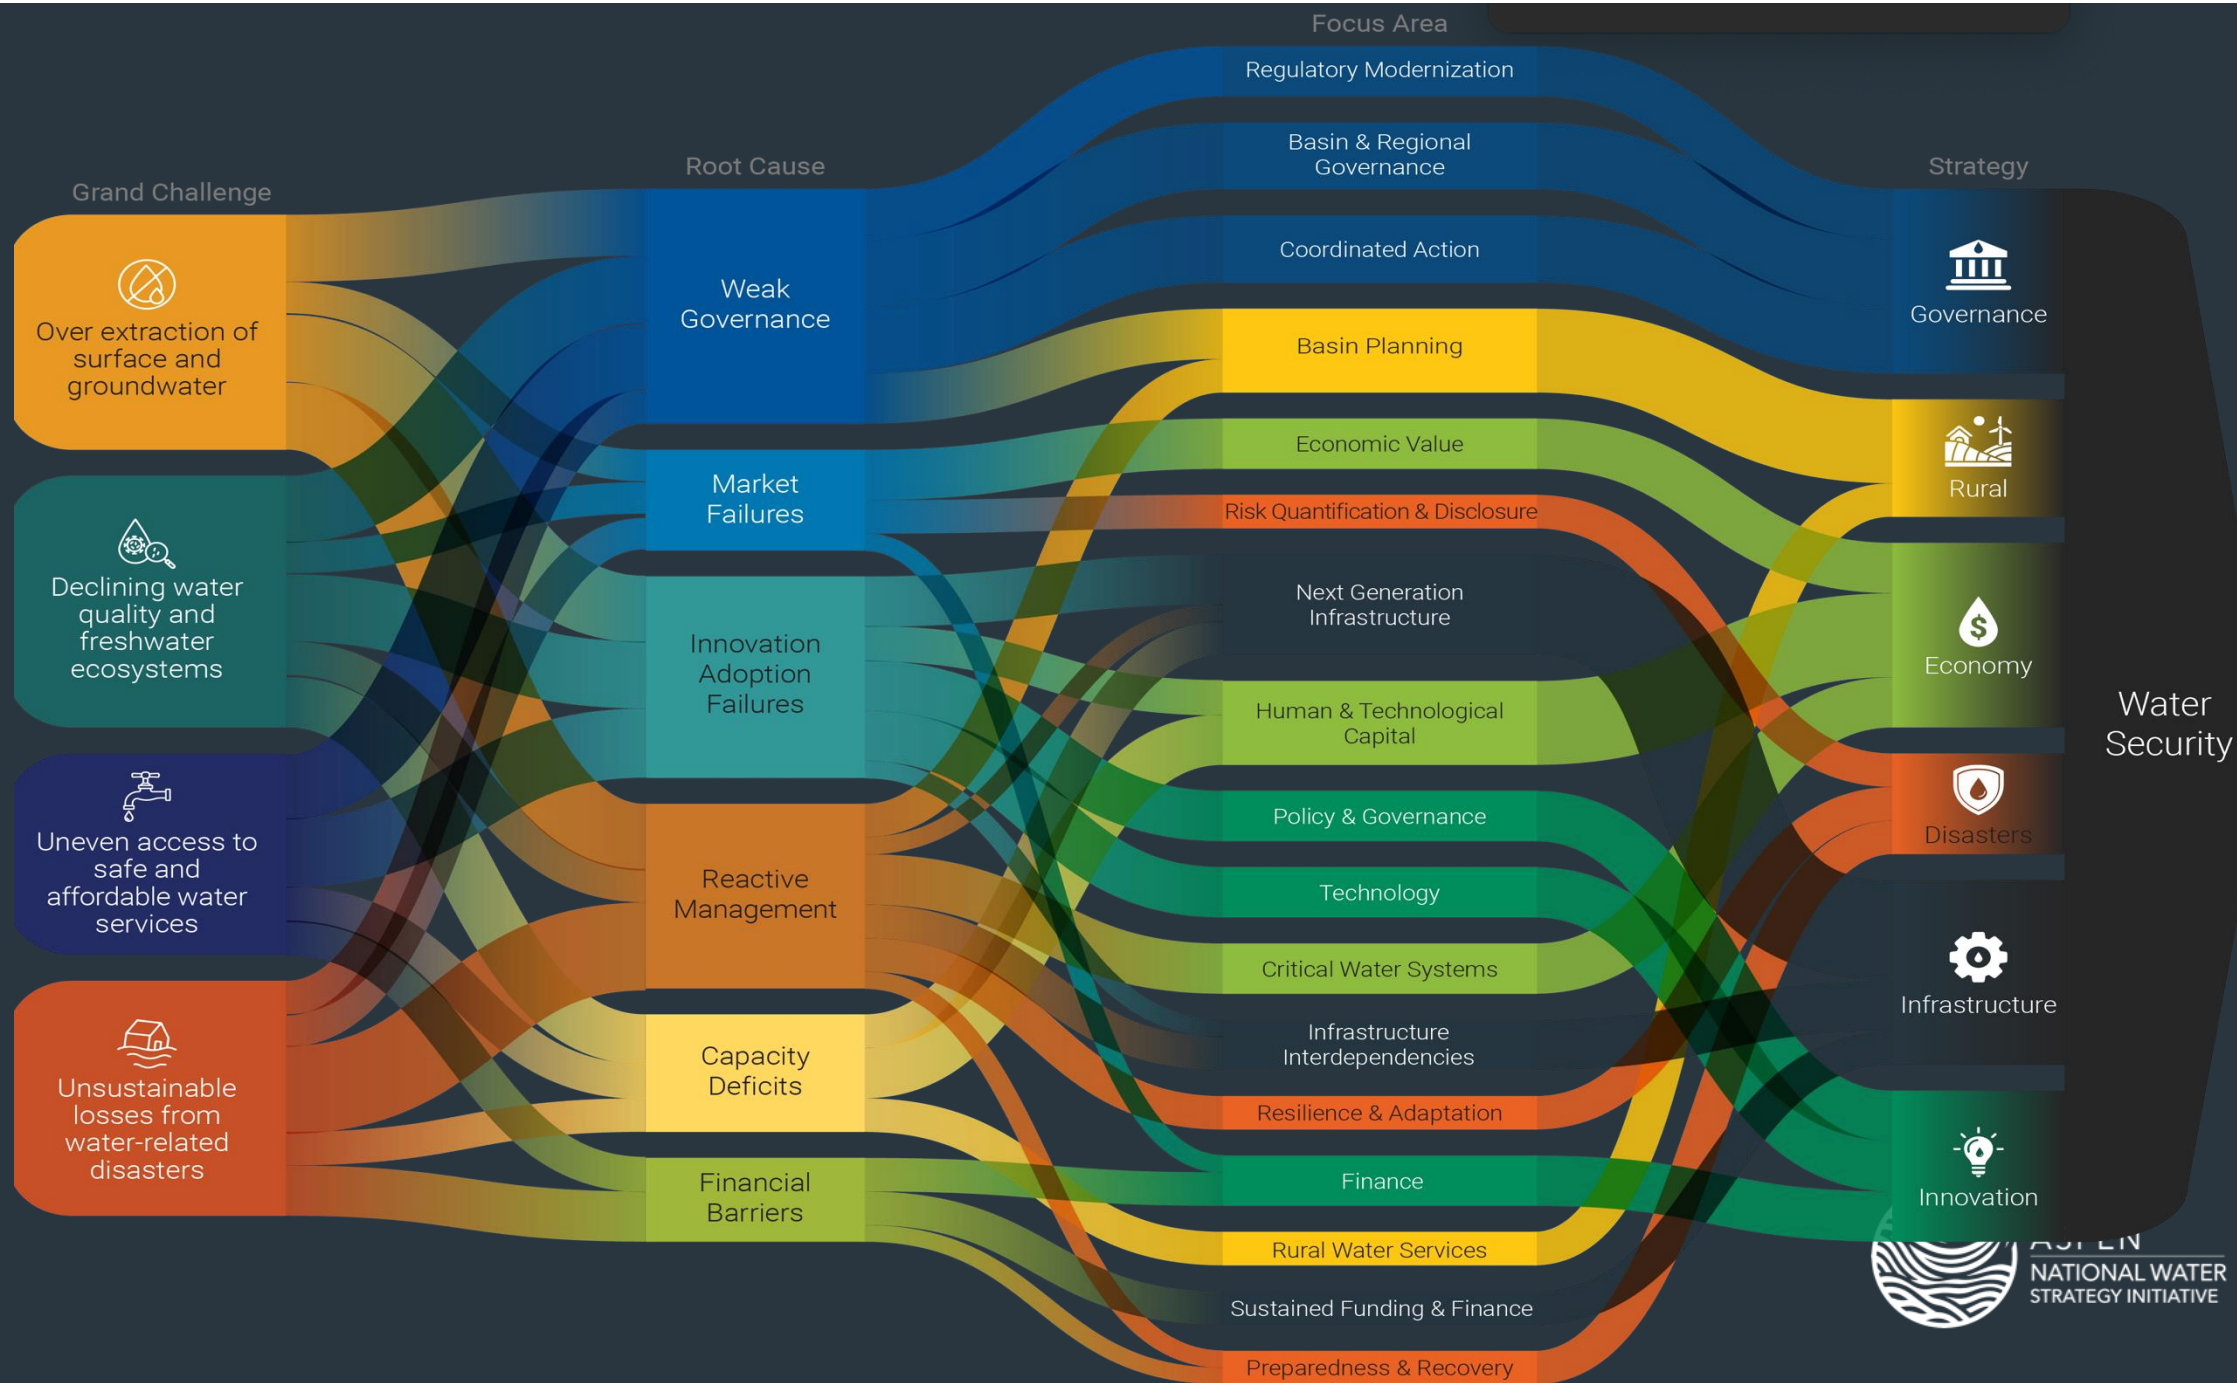 Focus Area
Regulatory Modernization
Basin & Regional
Governance
Coordinated Action
Basin Planning
Economic Value
Risk Quantification & Disclosure
Next Generation
Infrastructure
Human & Technological
Capital
Policy & Governance
Technology
Critical Water Systems
Infrastructure
Interdependencies
Resilience & Adaptation
Finance
Rural Water Services
Sustained Funding & Finance
Preparedness & Recovery
Grand Challenge
Over extraction of
surface and
groundwater
Declining water
quality and
freshwater
ecosystems
Uneven access to
safe and
affordable water
services
Unsustainable
losses from
water-related
disasters
Root Cause
Weak
Governance
Market
Failures
Innovation
Adoption
Failures
Reactive
Management
Capacity
Deficits
Financial
Barriers
Strategy
Governance
Rural
$
Economy
Disasters
Infrastructure
Innovation
Water
Security
ASPEN
NATIONAL WATER
STRATEGY INITIATIVE